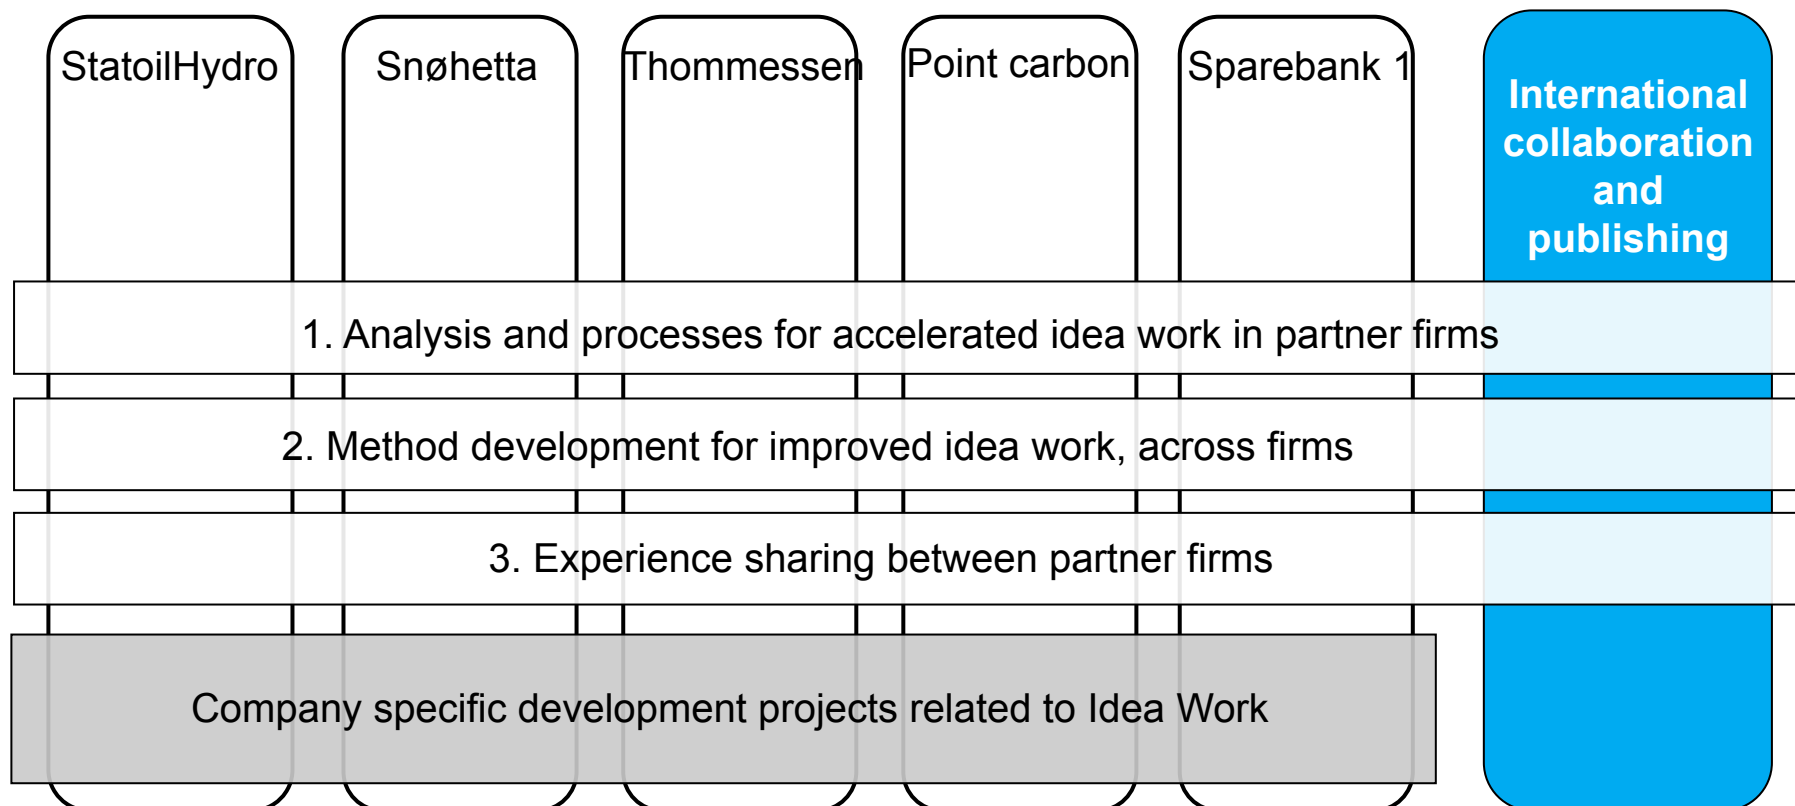 StatoilHydro
Snøhetta
Thommessen
Point carbon
Sparebank 1
International
collaboration
and
publishing
1. Analysis and processes for accelerated idea work in partner firms
2. Method development for improved idea work, across firms
3. Experience sharing between partner firms
Company specific development projects related to Idea Work